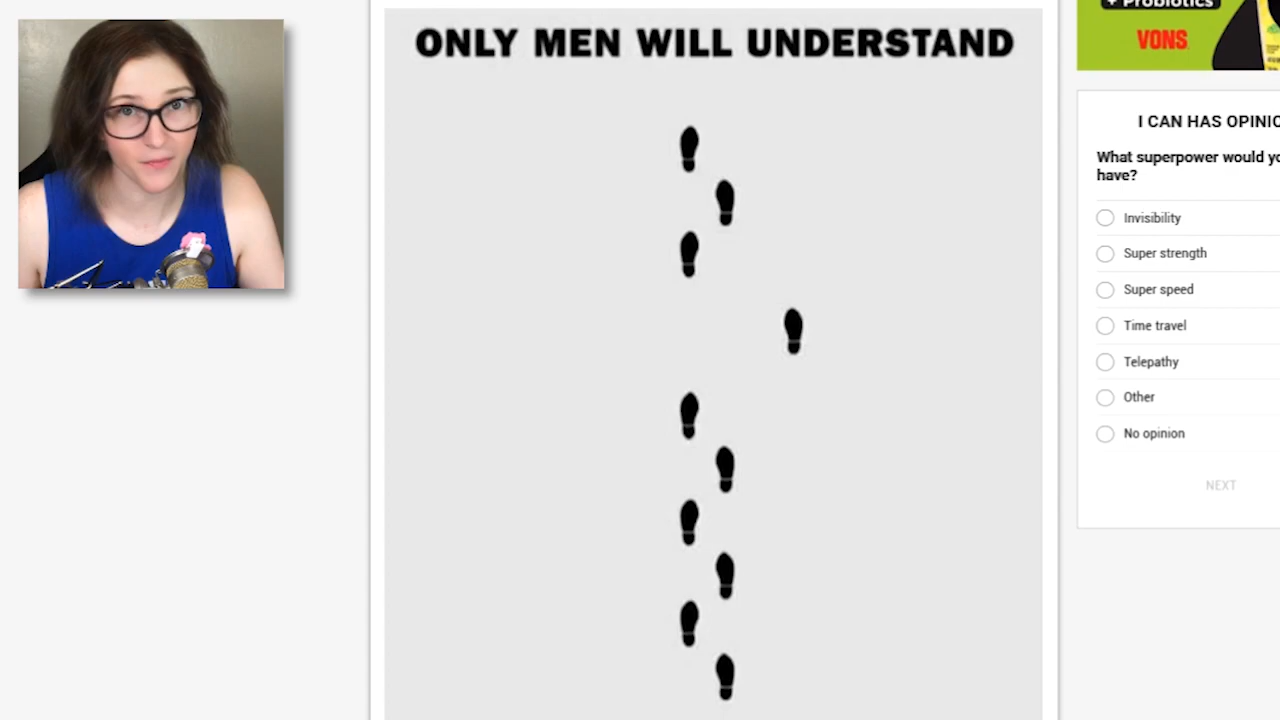 ONLY MEN WILL UNDERSTAND
+ Probiotics
VONS
I CAN HAS OPINIO
What superpower would yo
have?
Invisibility
Super strength
Super speed
Time travel
Telepathy
Other
No opinion
NEXT